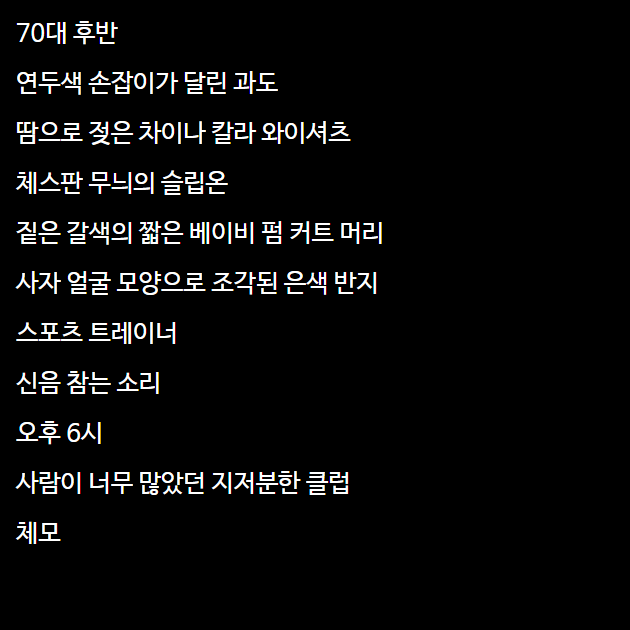 70대 후반
연두색 손잡이가 달린 과도
땀으로 젖은 차이나 칼라 와이셔츠
체스판 무늬의 슬립온
짙은 갈색의 짧은 베이비 펌 커트 머리
사자 얼굴 모양으로 조각된 은색 반지
스포츠 트레이너
신음 참는 소리
오후 6시
사람이 너무 많았던 지저분한 클럽
체모